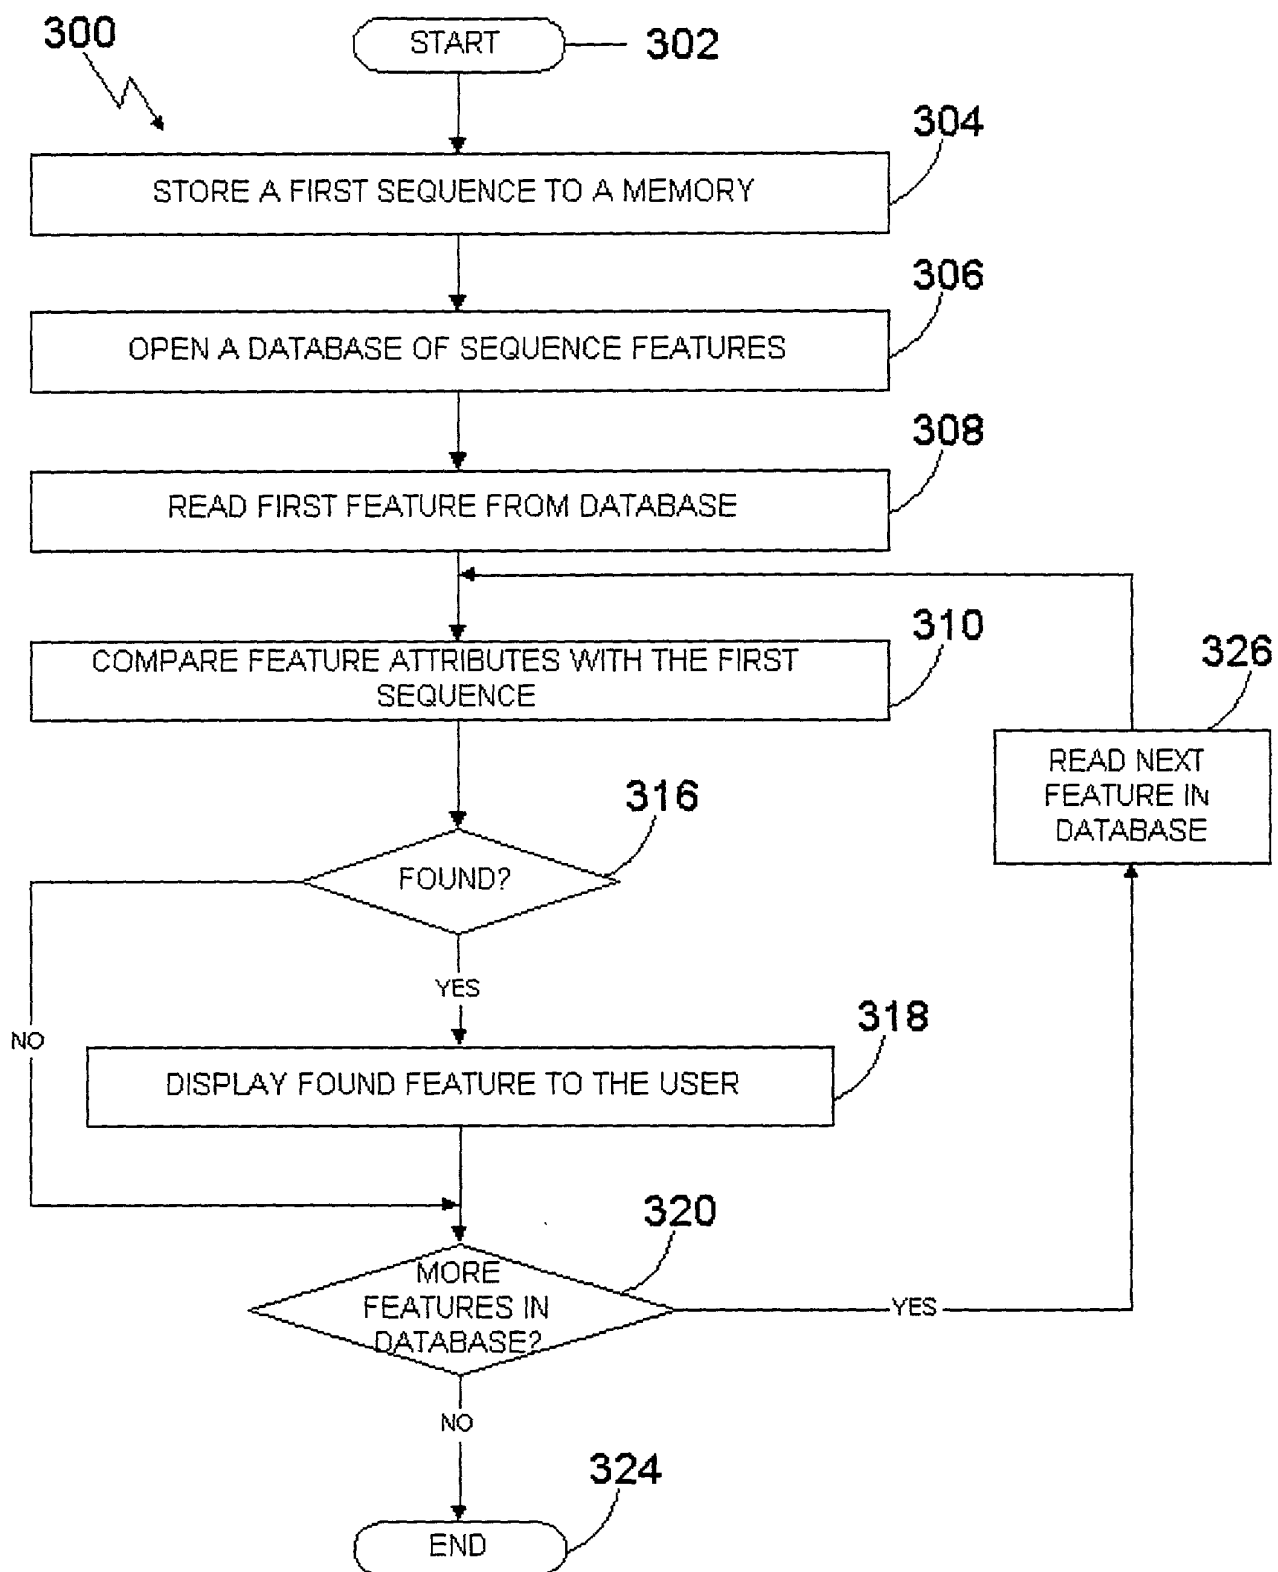 300
START
302
304
STORE A FIRST SEQUENCE TO A MEMORY
306
OPEN A DATABASE OF SEQUENCE FEATURES
308
READ FIRST FEATURE FROM DATABASE
310
COMPARE FEATURE ATTRIBUTES WITH THE FIRST
SEQUENCE
326
READ NEXT
FEATURE IN
DATABASE
316
FOUND?
YES
NO
318
DISPLAY FOUND FEATURE TO THE USER
320
MORE
FEATURES IN
DATABASE?
YES
NO
324
END